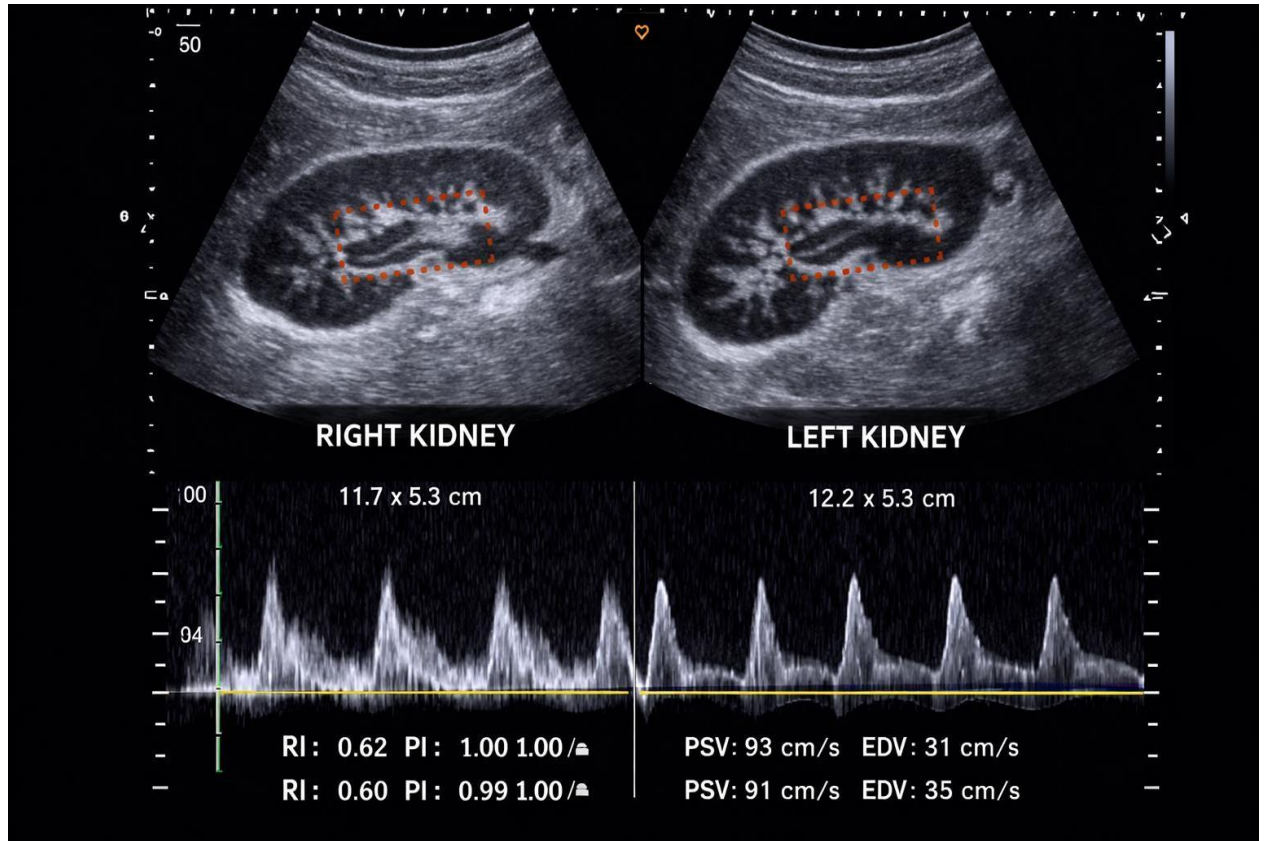 50
RIGHT KIDNEY
LEFT KIDNEY
11.7 x 5.3 cm
12.2 x 5.3 cm
94
RI: 0.62 PI: 1.00 1.00/
PSV: 93 cm/s EDV: 31 cm/s
RI: 0.60 PI: 0.99 1.00/
PSV: 91 cm/s EDV: 35 cm/s